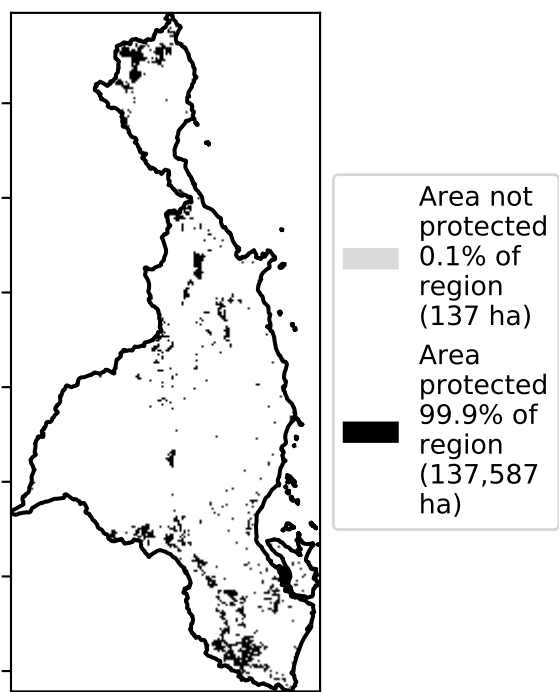 Area not
protected
0.1% of
region
(137 ha)
Area
protected
99.9% of
region
(137,587
ha)